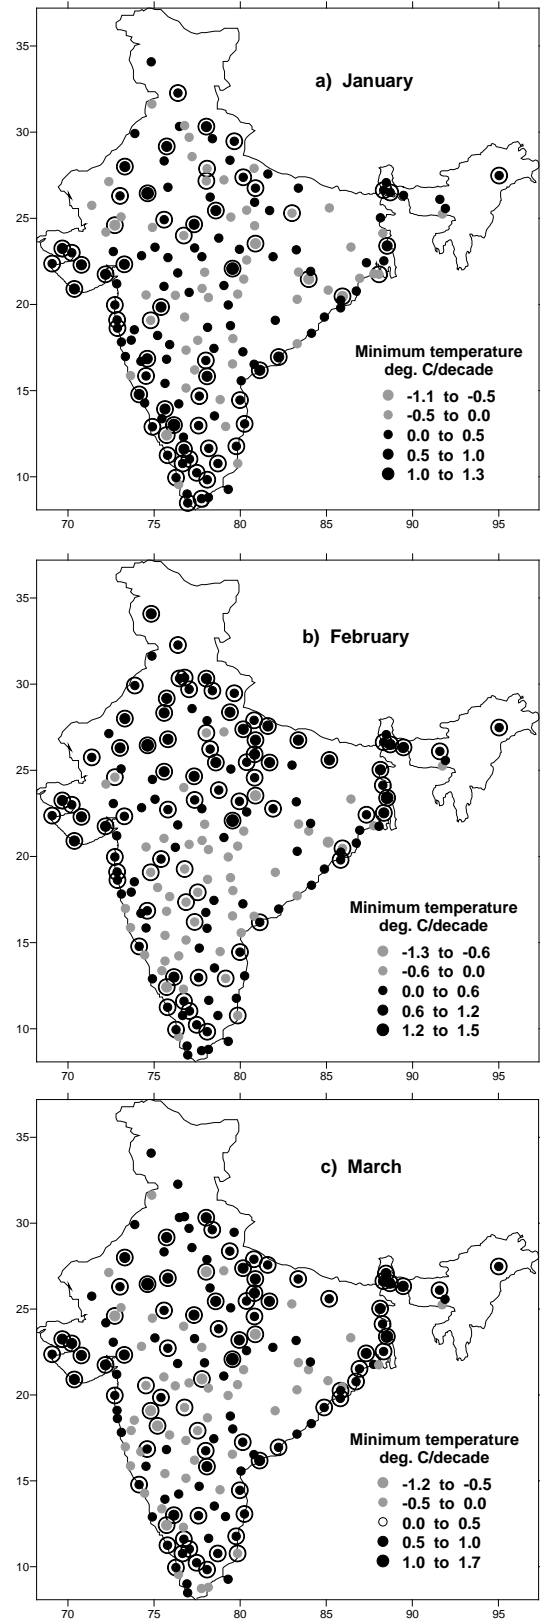 35
a) January
30
25
20
Minimum temperature
deg. C/decade
-1.1 to -0.5
15
-0.5 to 0.0
0.0 to 0.5
0.5 to 1.0
10
1.0 to 1.3
70 75 80 85 90 95
35
b) February
30
25
20
Minimum temperature
deg. C/decade
15
-1.3 to -0.6
-0.6 to 0.0
0.0 to 0.6
0.6 to 1.2
10
1.2 to 1.5
70 75 80 85 90 95
35
c) March
30
25
20
Minimum temperature
deg. C/decade
15
-1.2 to -0.5
-0.5 to 0.0
0.0 to 0.5
0.5 to 1.0
10
1.0 to 1.7
70 75 80 85 90 95